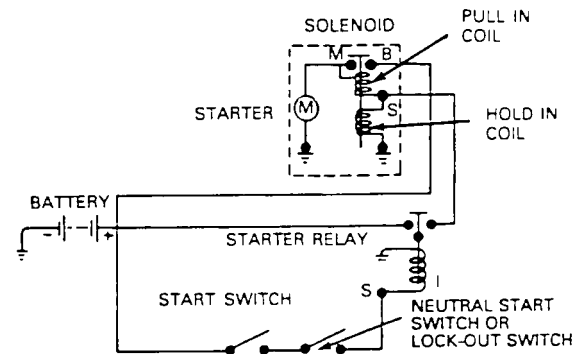 SOLENOID
PULL IN
COIL
M
B
STARTER
M
S
HOLD IN
COIL
BATTERY
- +
STARTER RELAY
S
I
START SWITCH
NEUTRAL START
SWITCH OR
LOCK-OUT SWITCH